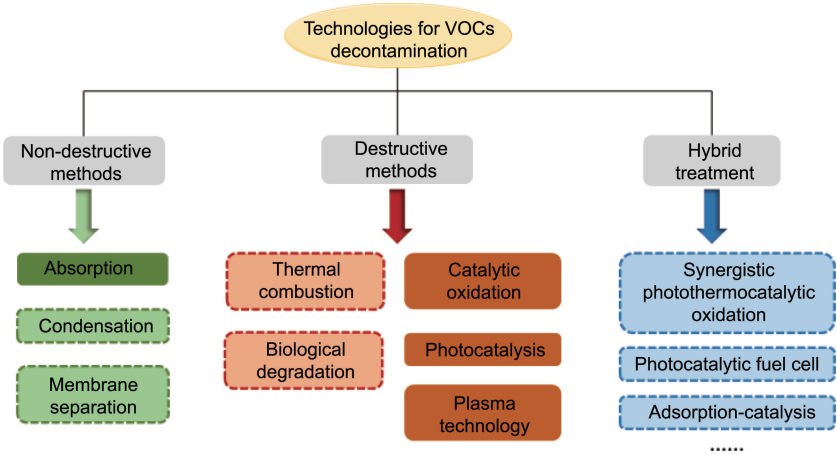 Technologies for VOCs
decontamination
Non-destructive
methods
Destructive
methods
Hybrid
treatment
Absorption
Condensation
Membrane
separation
Thermal
combustion
Biological
degradation
Catalytic
oxidation
Photocatalysis
Plasma
technology
Synergistic
photothermocatalytic
oxidation
Photocatalytic fuel cell
Adsorption-catalysis
......